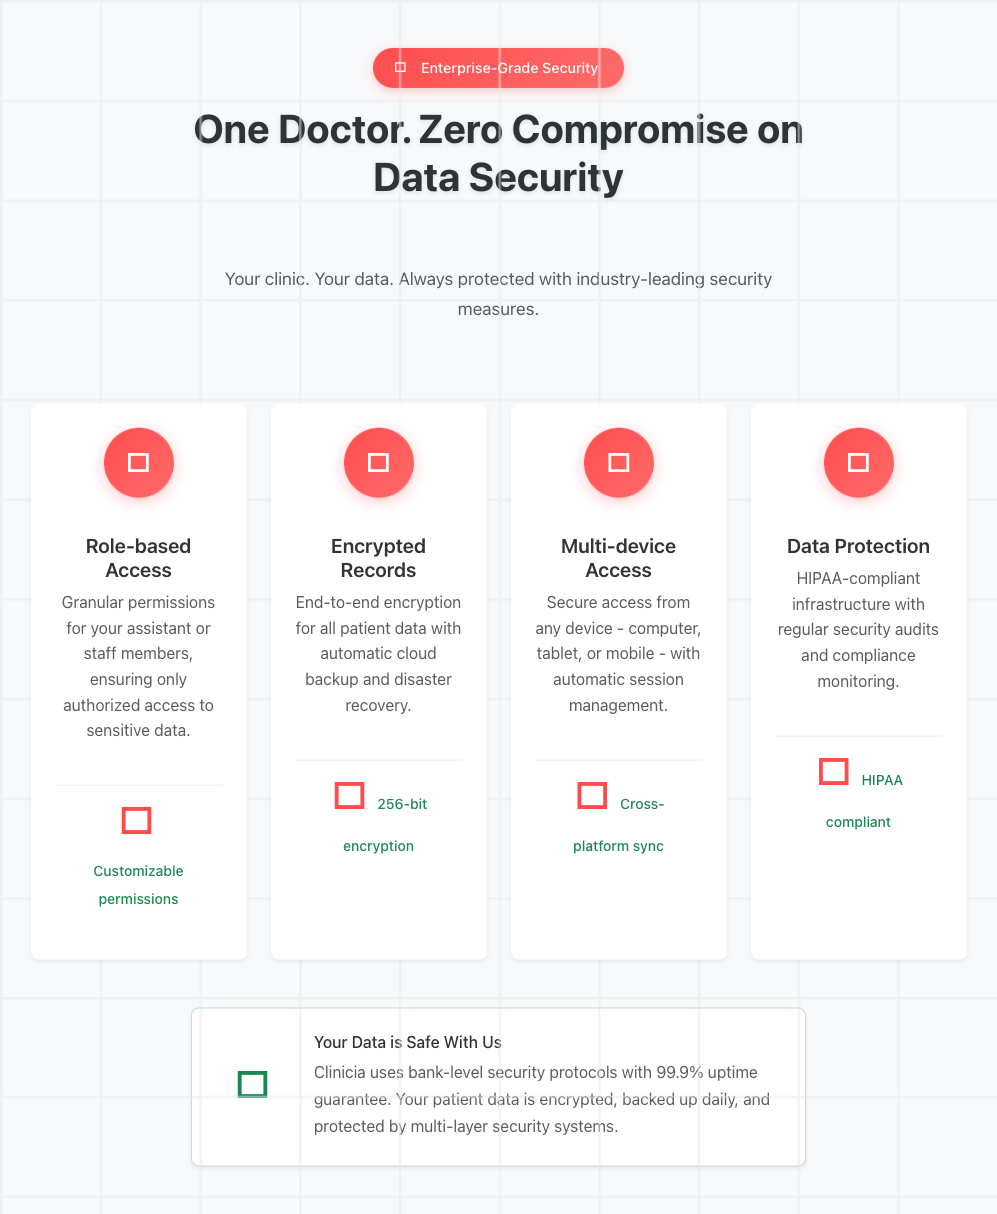 Enterprise-Grade Security
One Doctor. Zero Compromise on
Data Security
Your clinic. Your data. Always protected with industry-leading security
measures.
Role-based
Access
Granular permissions
for your assistant or
staff members,
ensuring only
authorized access to
sensitive data.
Customizable
permissions
Encrypted
Records
End-to-end encryption
for all patient data with
automatic cloud
backup and disaster
recovery.
256-bit
encryption
Multi-device
Access
Secure access from
any device - computer,
tablet, or mobile - with
automatic session
management.
Cross-
platform sync
Data Protection
HIPAA-compliant
infrastructure with
regular security audits
and compliance
monitoring.
HIPAA
compliant
Your Data is Safe With Us
Clinicia uses bank-level security protocols with 99.9% uptime
guarantee. Your patient data is encrypted, backed up daily, and
protected by multi-layer security systems.